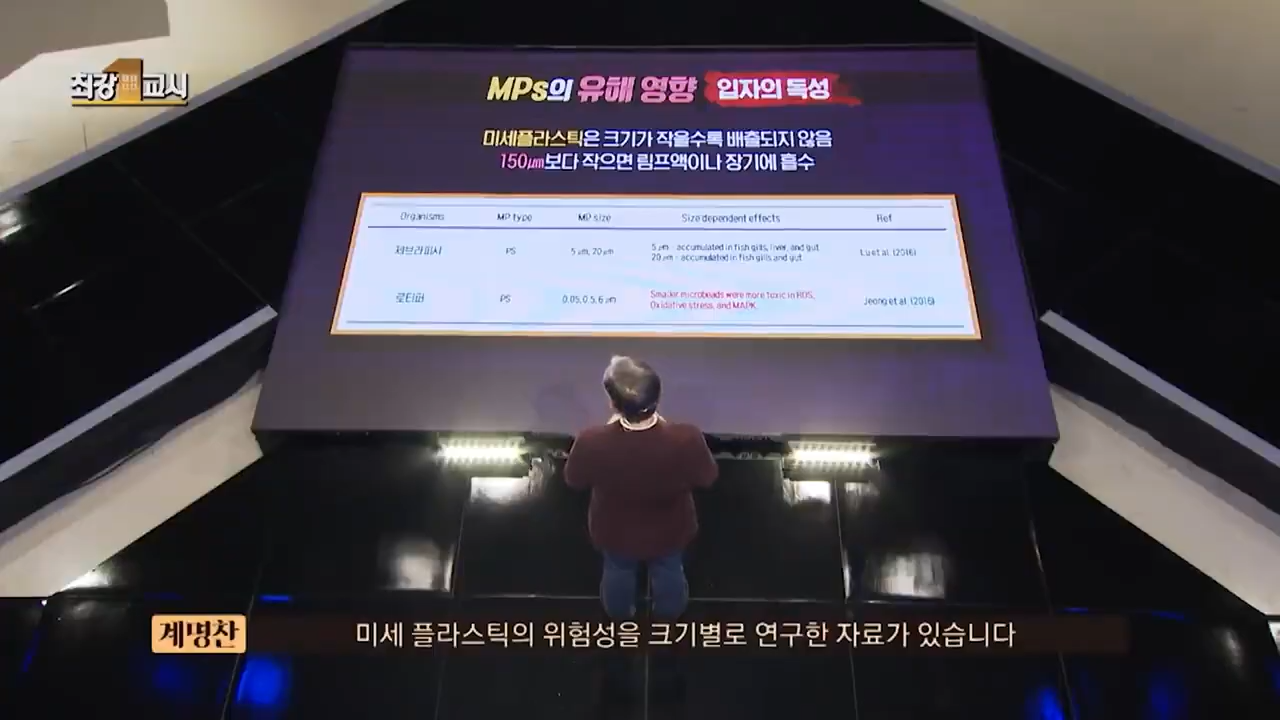 최강1교시
MPs의 유해 영향 입자의 독성
미세플라스틱은 크기가 작을수록 배출되지 않음
150㎛보다 작으면 림프액이나 장기에 흡수
Organisms MP type MP size Size dependent effects Ref
제브라피시 PS 5 ㎛, 20 ㎛ 5 ㎛ - accumulated in fish gills, liver, and gut
20 ㎛ - accumulated in fish gills and gut Lu et al. (2016)
로티퍼 PS 0.05, 0.5, 6 ㎛ Smaller microbeads were more toxic in ROS,
Oxidative stress, and MAPK Jeong et al. (2016)
계명찬 미세 플라스틱의 위험성을 크기별로 연구한 자료가 있습니다